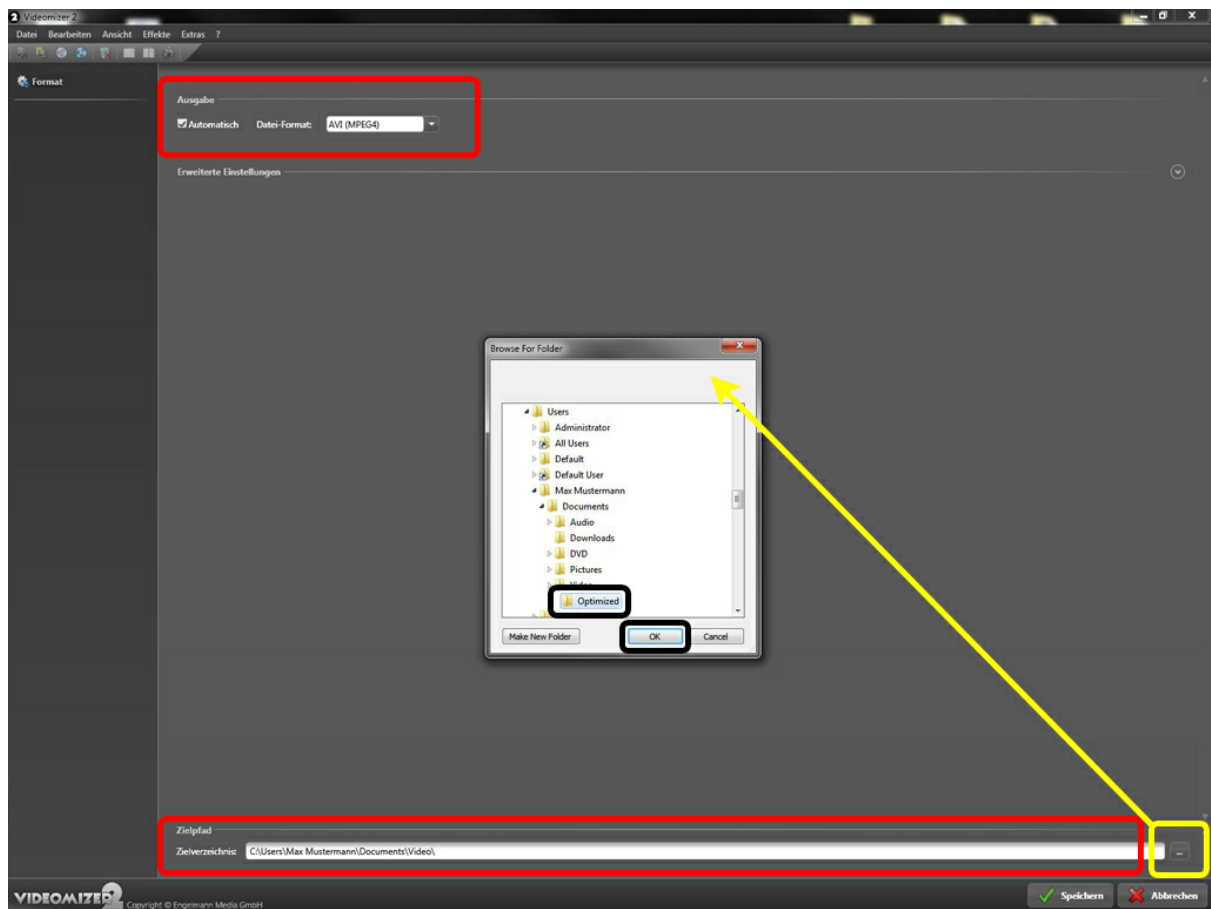 Videomizer 2
Datei Bearbeiten Ansicht Effekte Extras ?
Format
Ausgabe
Automatisch Datei-Format: AVI (MPEG4)
Erweiterte Einstellungen
Browse For Folder
Users
Administrator
All Users
Default
Default User
Max Mustermann
Documents
Audio
Downloads
DVD
Pictures
Video
Optimized
Make New Folder OK Cancel
Zielpfad
Zielverzeichnis: C:\Users\Max Mustermann\Documents\Video\ ...
VIDEOMIZER 2 Copyright © Engelmann Media GmbH Speichern Abbrechen